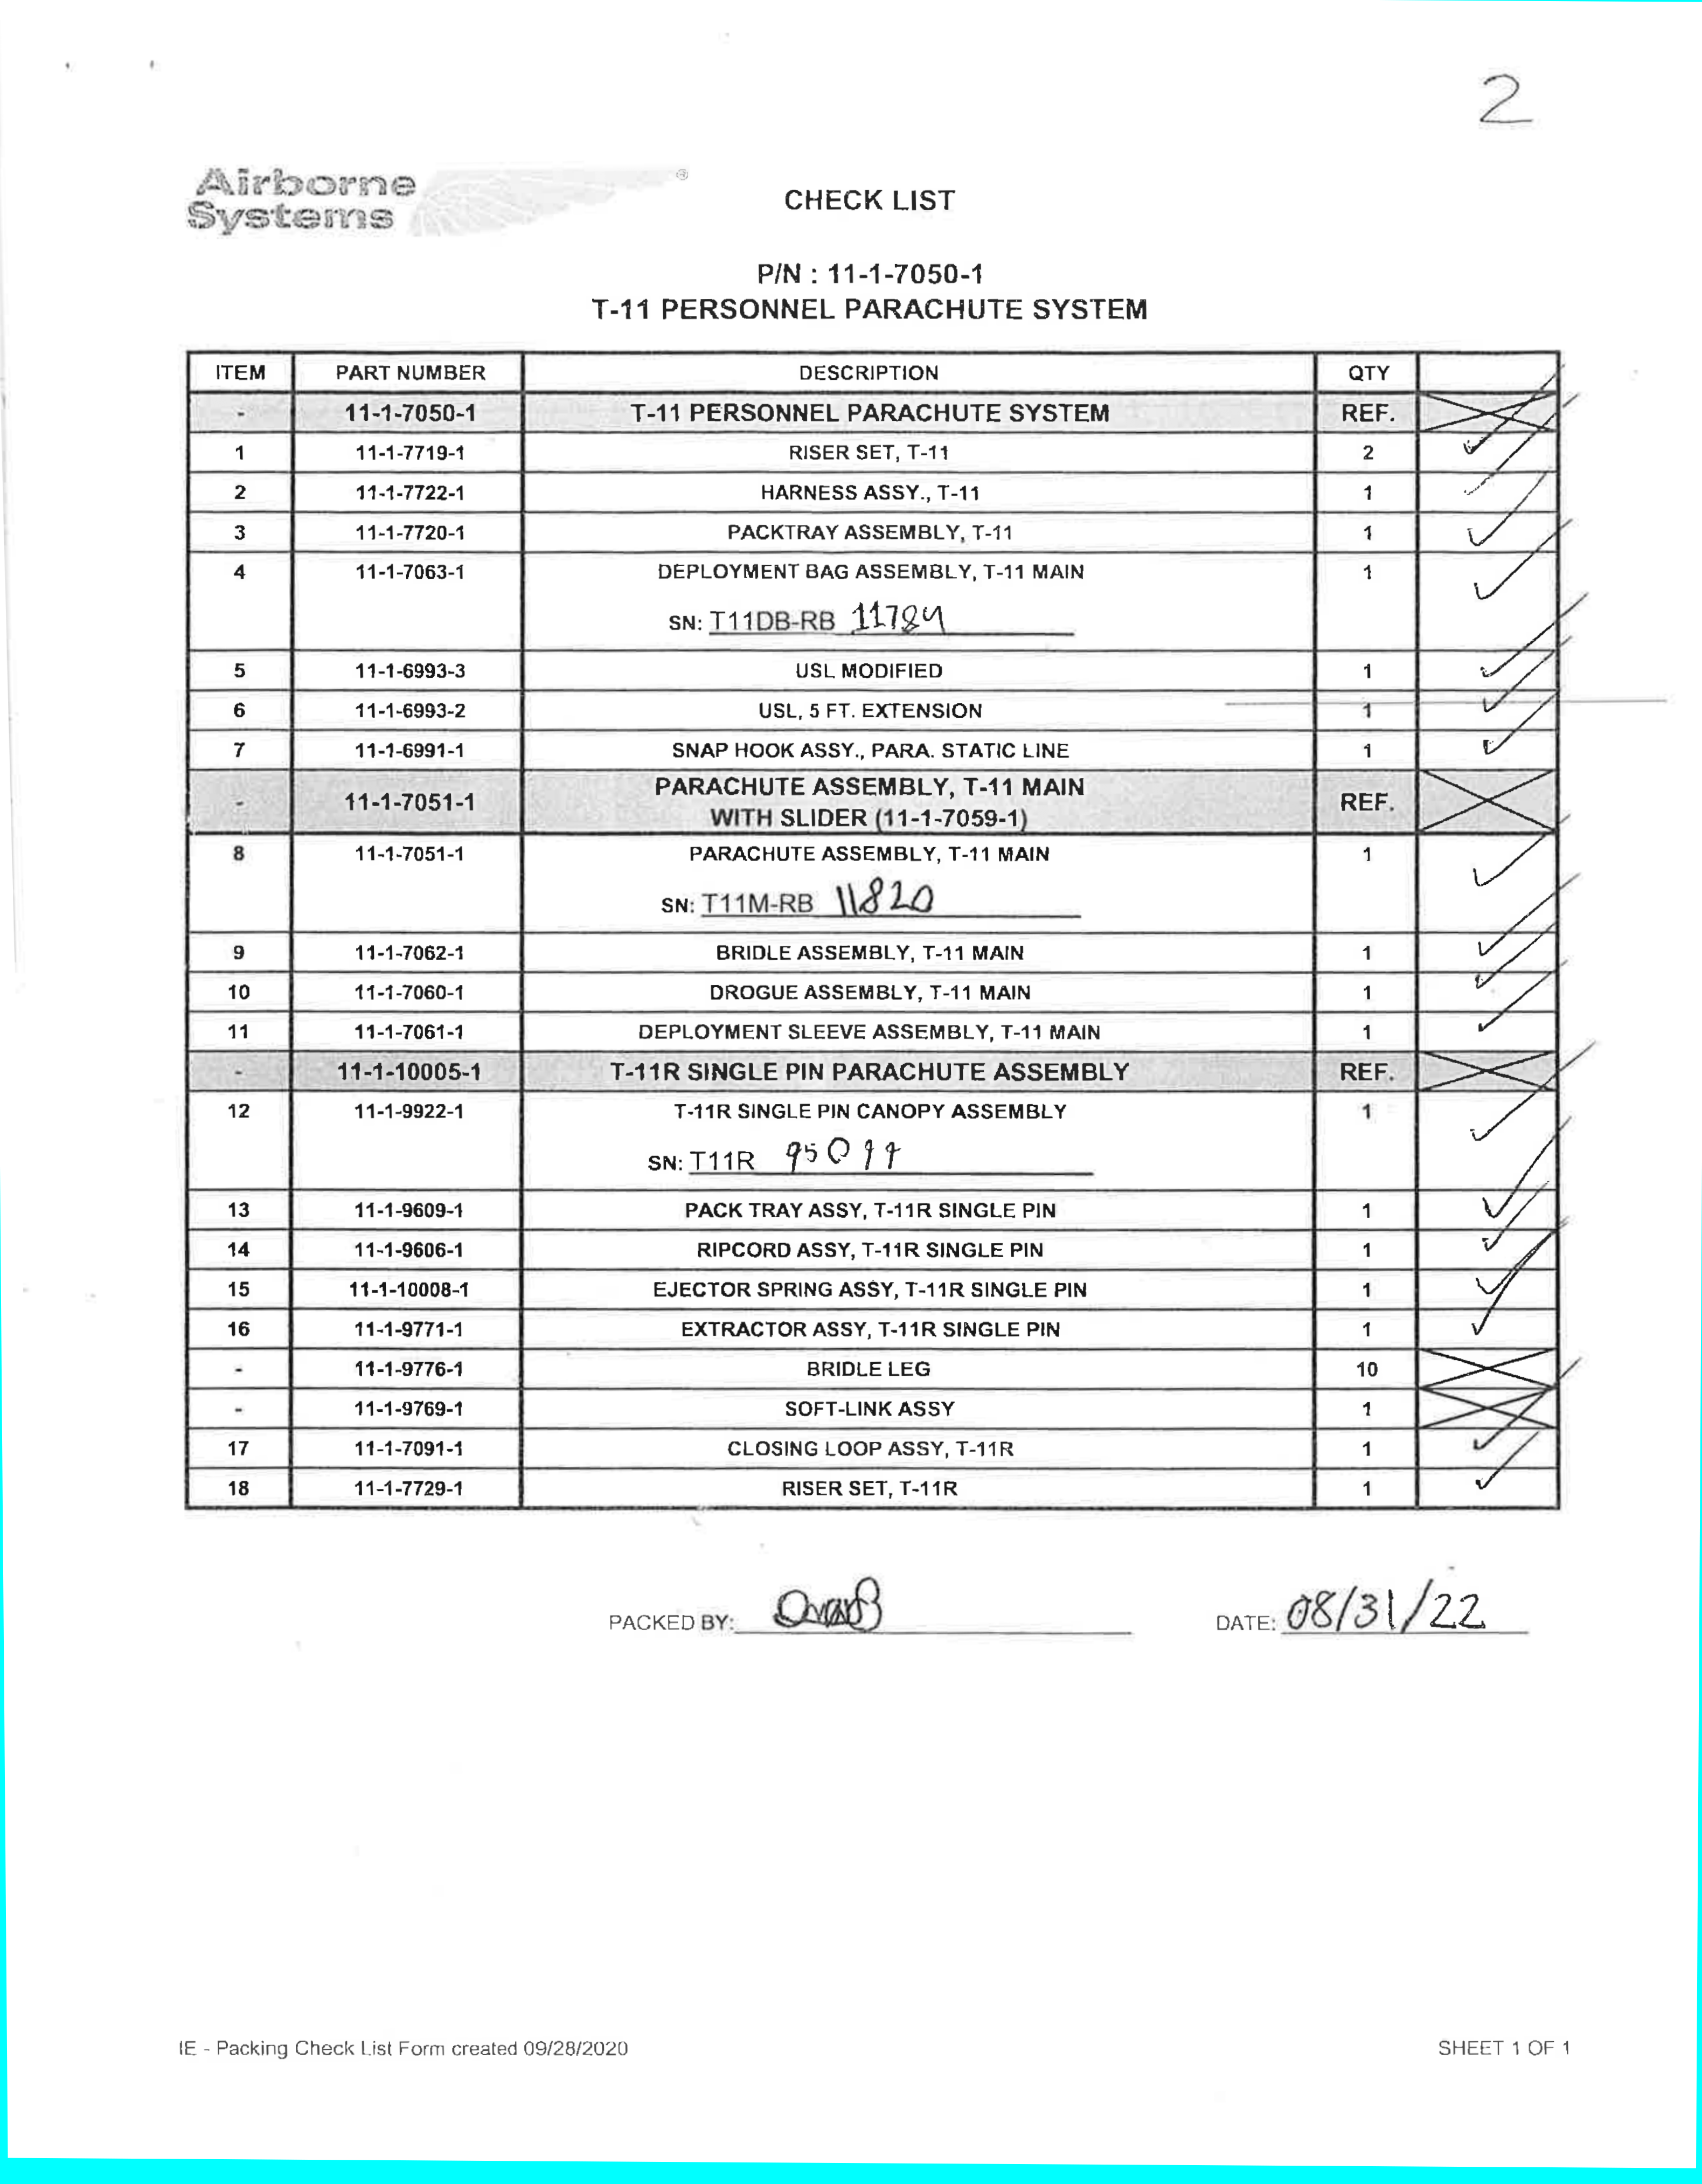 2
Airborne
Systems
®
CHECK LIST
P/N : 11-1-7050-1
T-11 PERSONNEL PARACHUTE SYSTEM
ITEM PART NUMBER DESCRIPTION QTY
- 11-1-7050-1 T-11 PERSONNEL PARACHUTE SYSTEM REF.
1 11-1-7719-1 RISER SET, T-11 2
2 11-1-7722-1 HARNESS ASSY., T-11 1
3 11-1-7720-1 PACKTRAY ASSEMBLY, T-11 1
4 11-1-7063-1 DEPLOYMENT BAG ASSEMBLY, T-11 MAIN 1
SN: T11DB-RB 11784
5 11-1-6993-3 USL MODIFIED 1
6 11-1-6993-2 USL, 5 FT. EXTENSION 1
7 11-1-6991-1 SNAP HOOK ASSY., PARA. STATIC LINE 1
- 11-1-7051-1 PARACHUTE ASSEMBLY, T-11 MAIN REF.
WITH SLIDER (11-1-7059-1)
8 11-1-7051-1 PARACHUTE ASSEMBLY, T-11 MAIN 1
SN: T11M-RB 11820
9 11-1-7062-1 BRIDLE ASSEMBLY, T-11 MAIN 1
10 11-1-7060-1 DROGUE ASSEMBLY, T-11 MAIN 1
11 11-1-7061-1 DEPLOYMENT SLEEVE ASSEMBLY, T-11 MAIN 1
- 11-1-10005-1 T-11R SINGLE PIN PARACHUTE ASSEMBLY REF.
12 11-1-9922-1 T-11R SINGLE PIN CANOPY ASSEMBLY 1
SN: T11R
13 11-1-9609-1 PACK TRAY ASSY, T-11R SINGLE PIN 1
14 11-1-9606-1 RIPCORD ASSY, T-11R SINGLE PIN 1
15 11-1-10008-1 EJECTOR SPRING ASSY, T-11R SINGLE PIN 1
16 11-1-9771-1 EXTRACTOR ASSY, T-11R SINGLE PIN 1
- 11-1-9776-1 BRIDLE LEG 10
- 11-1-9769-1 SOFT-LINK ASSY 1
17 11-1-7091-1 CLOSING LOOP ASSY, T-11R 1
18 11-1-7729-1 RISER SET, T-11R 1
PACKED BY: DATE: 08/31/22
IE - Packing Check List Form created 09/28/2020 SHEET 1 OF 1